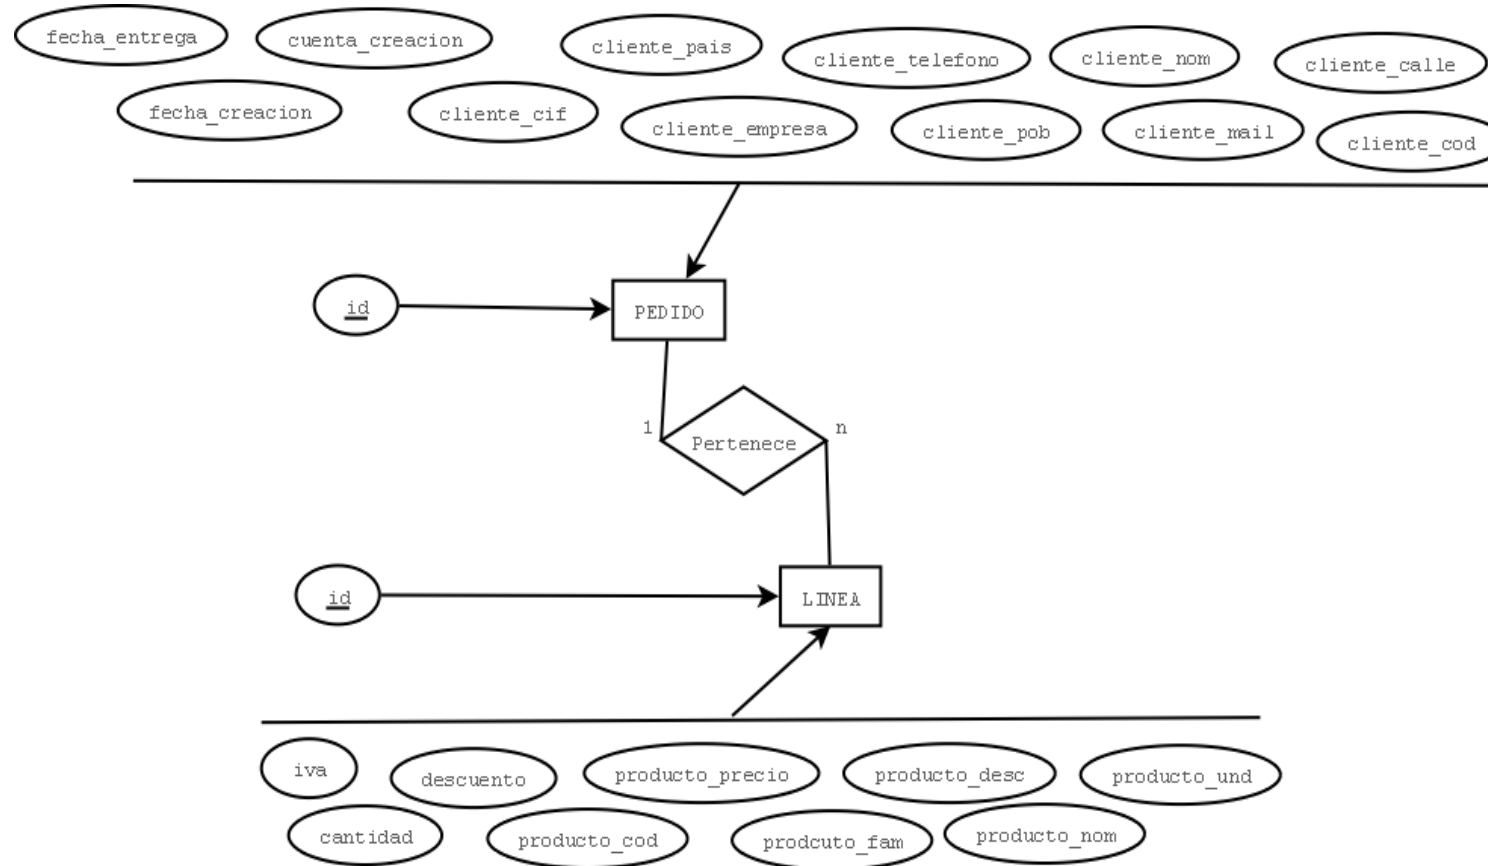 fecha_entrega
cuenta_creacion
cliente_pais
cliente_telefono
cliente_nom
cliente_calle
fecha_creacion
cliente_cif
cliente_empresa
cliente_pob
cliente_mail
cliente_cod
id
PEDIDO
1
Pertenece
n
id
LINEA
iva
descuento
producto_precio
producto_desc
producto_und
cantidad
producto_cod
prodcuto_fam
producto_nom